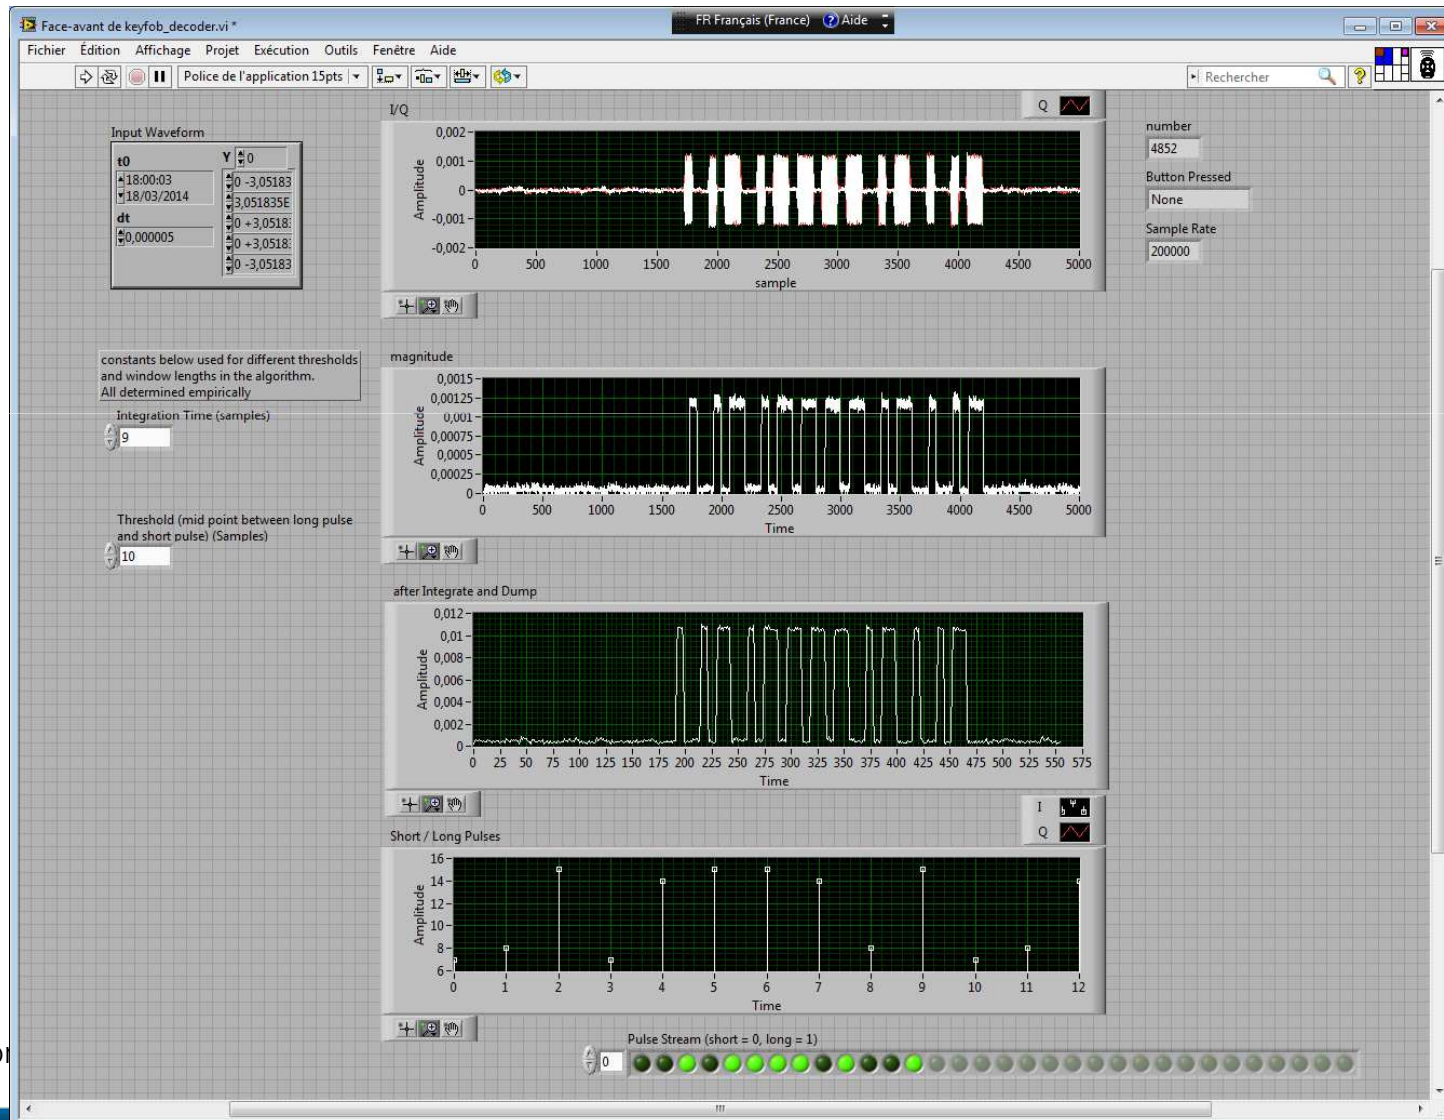 Face-avant de keyfob_decoder.vi *
FR Français (France) Aide
Fichier Édition Affichage Projet Exécution Outils Fenêtre Aide
Police de l'application 15pts
Rechercher
I/Q
Q
Input Waveform
t0
18:00:03
18/03/2014
dt
0,000005
Y 0
0 -3,05183
3,051835E
0 +3,0518
0 +3,0518
0 -3,05183
0,002
0,001
0
-0,001
-0,002
Amplitude
0 500 1000 1500 2000 2500 3000 3500 4000 4500 5000
sample
number
4852
Button Pressed
None
Sample Rate
200000
constants below used for different thresholds
and window lengths in the algorithm.
All determined empirically
Integration Time (samples)
9
Threshold (mid point between long pulse
and short pulse) (Samples)
10
magnitude
0,0015
0,00125
0,001
0,00075
0,0005
0,00025
0
Amplitude
0 500 1000 1500 2000 2500 3000 3500 4000 4500 5000
Time
after Integrate and Dump
0,012
0,01
0,008
0,006
0,004
0,002
0
Amplitude
0 25 50 75 100 125 150 175 200 225 250 275 300 325 350 375 400 425 450 475 500 525 550 575
Time
I
Q
Short / Long Pulses
16
14
12
10
8
6
Amplitude
0 1 2 3 4 5 6 7 8 9 10 11 12
Time
Pulse Stream (short = 0, long = 1)
0